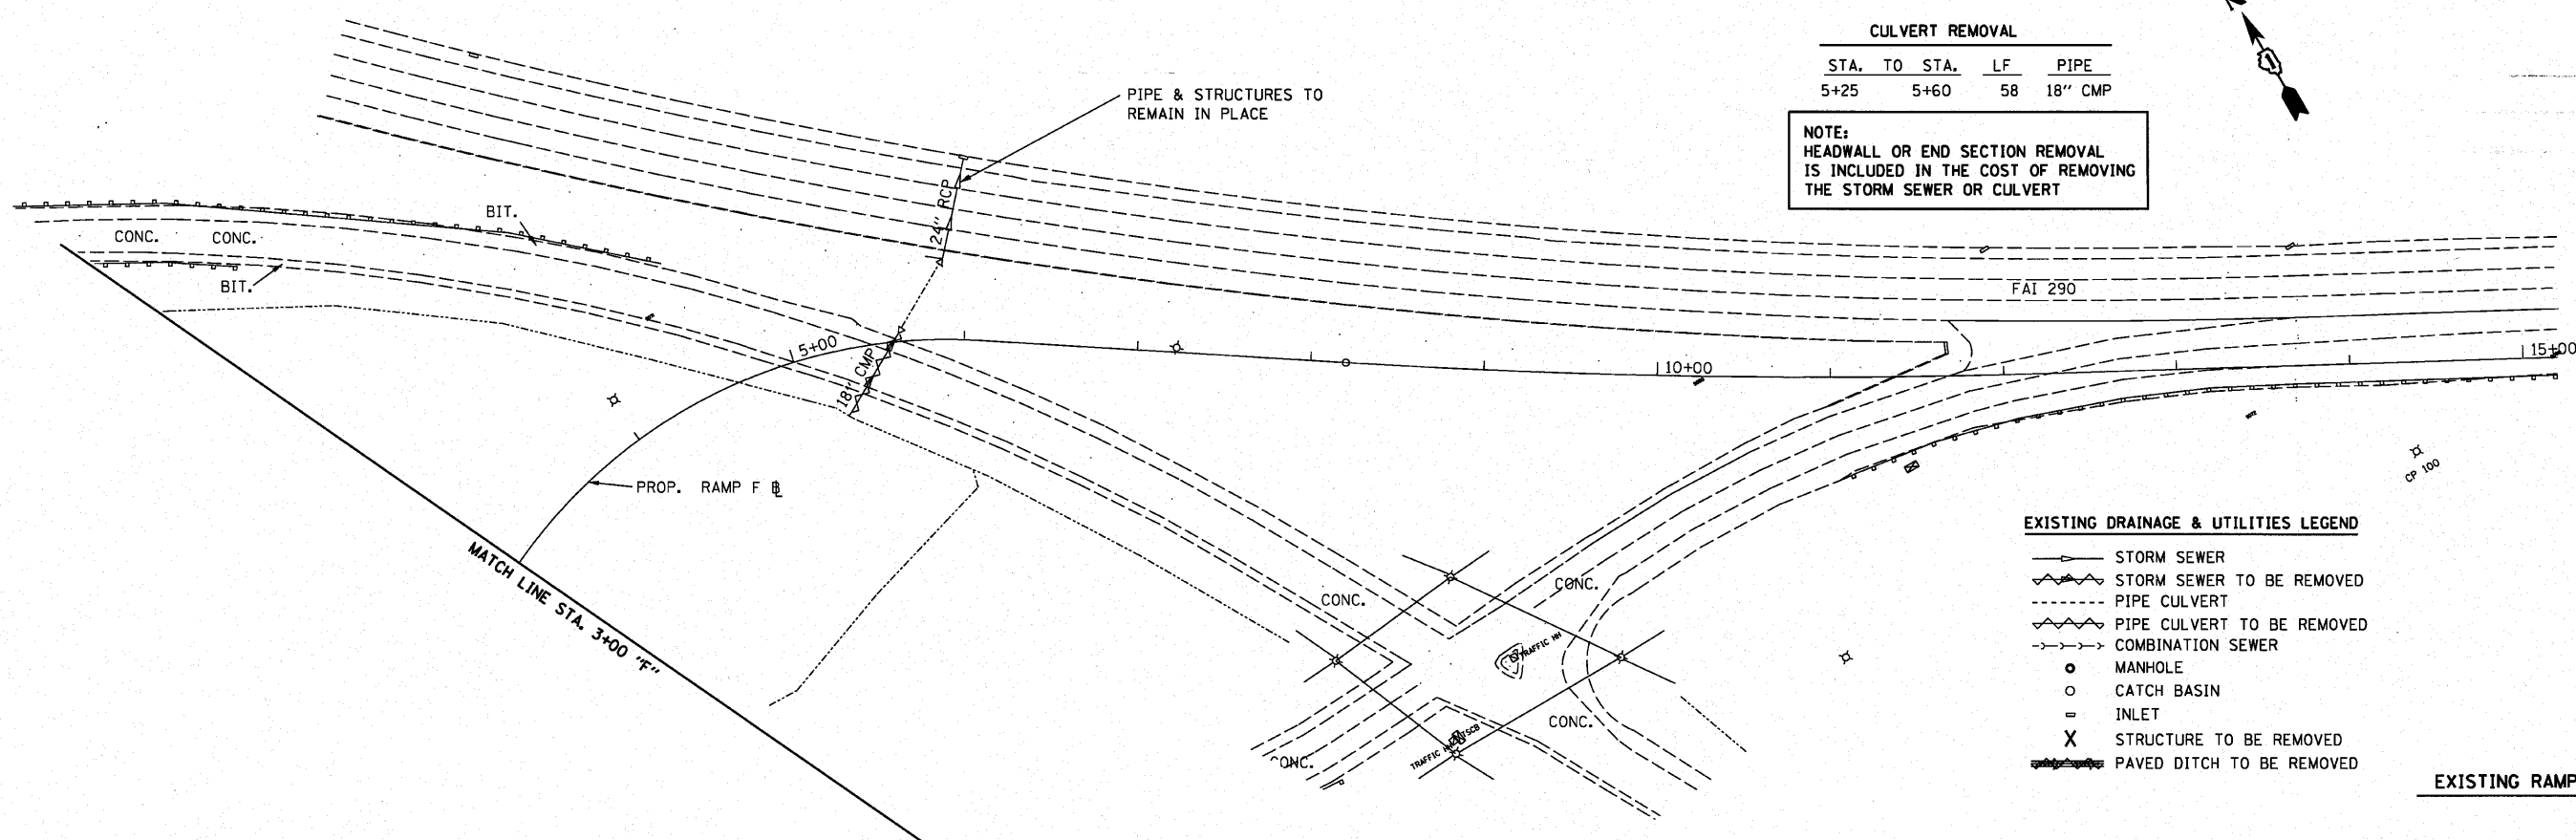 CULVERT REMOVAL
STA. TO STA. LF PIPE
5+25 5+60 58 18" CMP
NOTE:
HEADWALL OR END SECTION REMOVAL
IS INCLUDED IN THE COST OF REMOVING
THE STORM SEWER OR CULVERT
PIPE & STRUCTURES TO
REMAIN IN PLACE
24" RCP
BIT.
CONC. CONC.
BIT.
FAI 290
5+00
18" CMP
10+00
15+00
PROP. RAMP F ℄
MATCH LINE STA. 3+00 "F"
CP 100
CONC.
CONC.
TRAFFIC HH
CONC.
TRAFFIC HH
CONC.
EXISTING DRAINAGE & UTILITIES LEGEND
STORM SEWER
STORM SEWER TO BE REMOVED
PIPE CULVERT
PIPE CULVERT TO BE REMOVED
COMBINATION SEWER
MANHOLE
CATCH BASIN
INLET
X STRUCTURE TO BE REMOVED
PAVED DITCH TO BE REMOVED
EXISTING RAMP